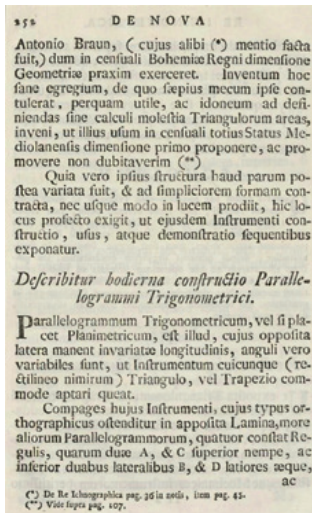 252 DE NOVA
Antonio Braun, ( cujus alibi (*) mentio facta
fuit,) dum in censuali Bohemiæ Regni dimensione
Geometriæ praxim exerceret. Inventum hoc
sane egregium, de quo sæpius mecum ipse con-
tulerat, perquam utile, ac idoneum ad defi-
niendas sine calculi molestia Triangulorum areas,
inveni, ut illius usum in censuali totius Status Me-
diolanensis dimensione primo proponere, ac pro-
movere non dubitaverim (**)
Quia vero ipsius structura haud parum po-
stea variata fuit, & ad simpliciorem formam con-
tracta, nec usque modo in lucem prodiit, hic lo-
cus profecto exigit, ut ejusdem Instrumenti con-
structio, usus, atque demonstratio sequentibus
exponatur.
Describitur hodierna constructio Paralle-
logrammi Trigonometrici.
Parallelogrammum Trigonometricum, vel si pla-
cet Planimetricum, est illud, cujus opposita
latera manent invariatæ longitudinis, anguli vero
variabiles sunt, ut Instrumentum cuicunque (re-
ctilineo nimirum) Triangulo, vel Trapezio com-
mode aptari queat.
Compages hujus Instrumenti, cujus typus or-
thographicus ostenditur in apposita Lamina, more
aliorum Parallelogrammorum, quatuor constat Re-
gulis, quarum duæ A, & C superior nempe, ac
inferior duabus lateralibus B, & D latiores æque,
ac
(*) De Re Ichnographica pag. 36 in notis, item pag. 42.
(**) Vide supra pag. 107.